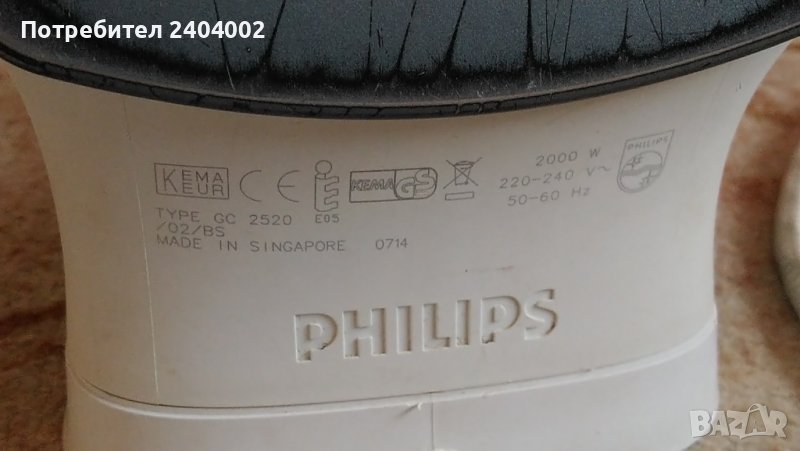 Потребител 2404002
KEMA
KEUR
CE
KEMA
GS
2000 W
220-240 V~
50-60 Hz
PHILIPS
TYPE GC 2520
/02/BS
E05
MADE IN SINGAPORE 0714
PHILIPS
BAZAR